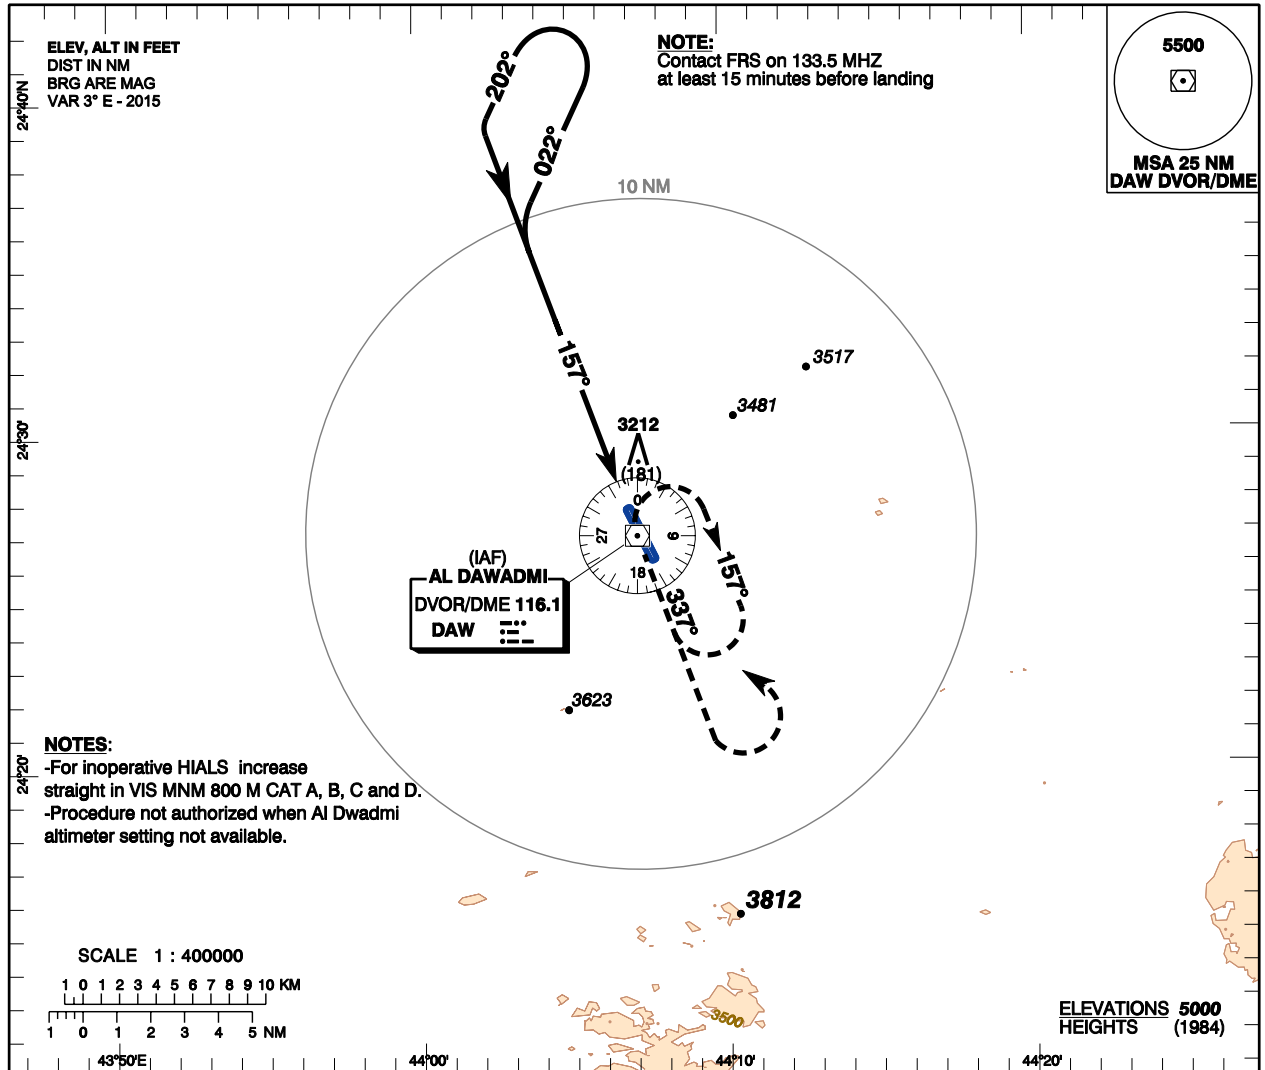 ELEV, ALT IN FEET
DIST IN NM
BRG ARE MAG
VAR 3° E - 2015
NOTE:
Contact FRS on 133.5 MHZ
at least 15 minutes before landing
5500
MSA 25 NM
DAW DVOR/DME
202°
022°
24°40'N
10 NM
157°
3517
3481
3212
(181)
24°30'
0
27
9
18
157°
337°
(IAF)
AL DAWADMI
DVOR/DME 116.1
DAW
3623
24°20'
NOTES:
-For inoperative HIALS increase
straight in VIS MNM 800 M CAT A, B, C and D.
-Procedure not authorized when Al Dwadmi
altimeter setting not available.
3812
SCALE 1 : 400000
1 0 1 2 3 4 5 6 7 8 9 10 KM
1 0 1 2 3 4 5 NM
3500
ELEVATIONS 5000
HEIGHTS (1984)
43°50'E
44°00'
44°10'
44°20'